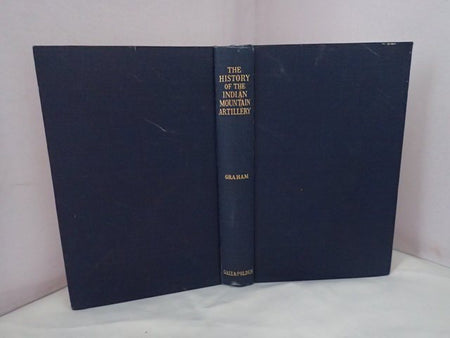 THE
HISTORY
OF THE
INDIAN
MOUNTAIN
ARTILLERY
GRAHAM
GALE & POLDEN